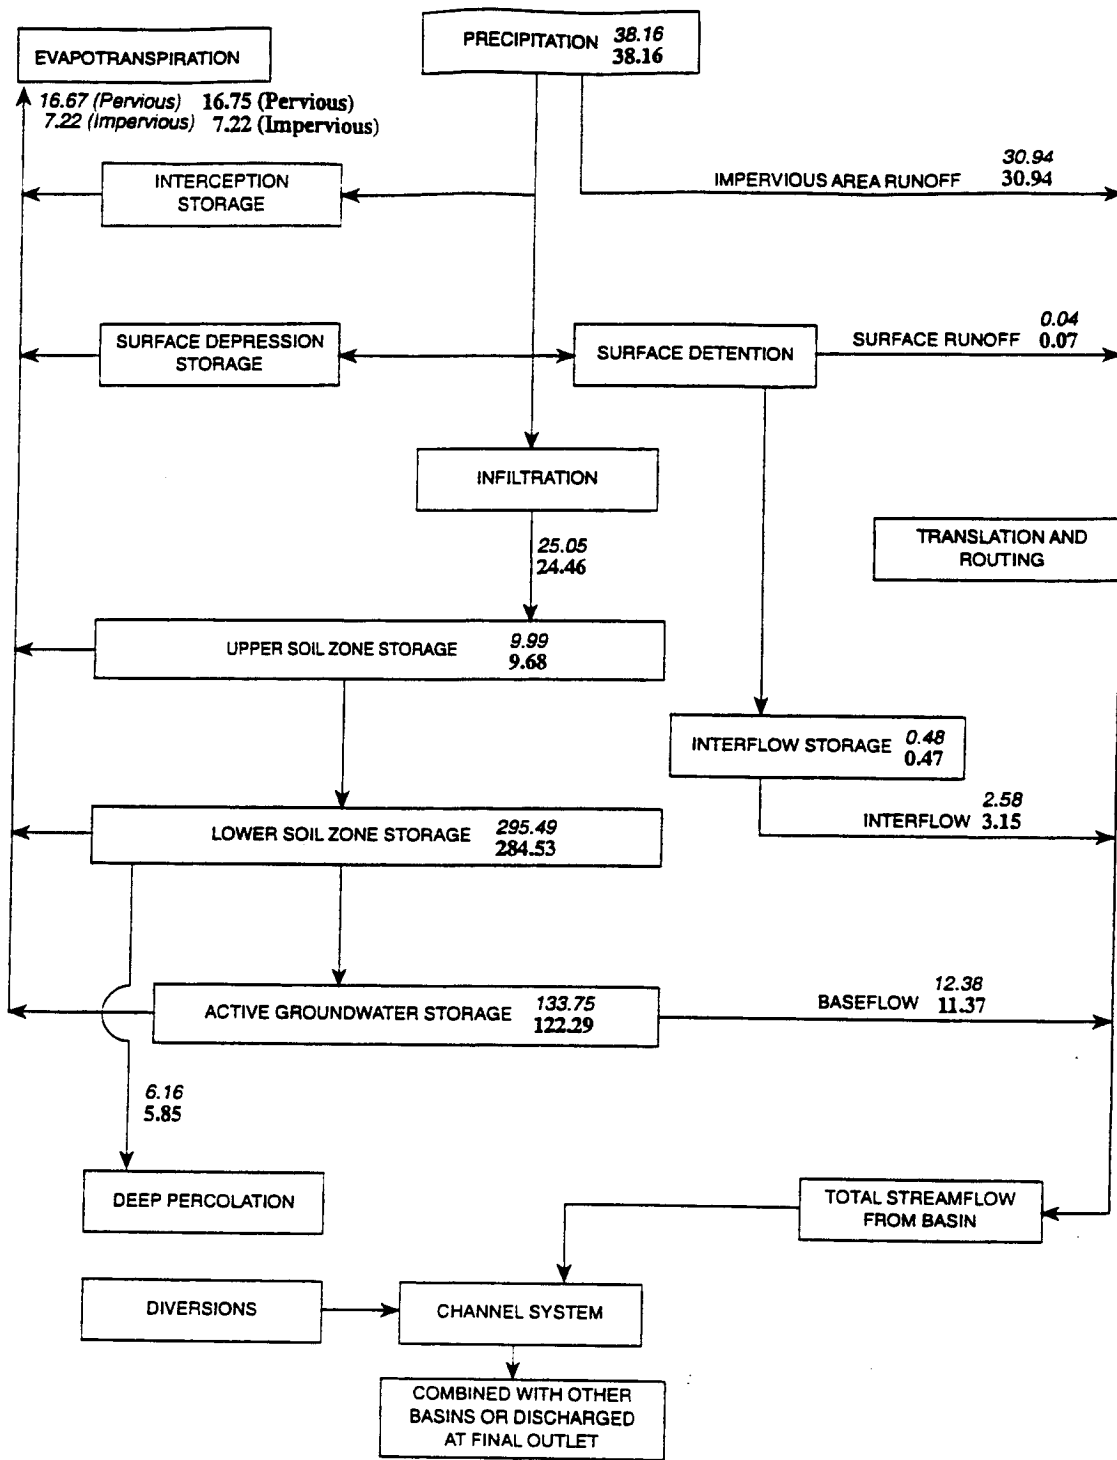 PRECIPITATION 38.16
38.16
EVAPOTRANSPIRATION
16.67 (Pervious) 16.75 (Pervious)
7.22 (Impervious) 7.22 (Impervious)
INTERCEPTION
STORAGE
30.94
IMPERVIOUS AREA RUNOFF 30.94
SURFACE DEPRESSION
STORAGE
SURFACE DETENTION
0.04
SURFACE RUNOFF 0.07
INFILTRATION
25.05
24.46
TRANSLATION AND
ROUTING
UPPER SOIL ZONE STORAGE 9.99
9.68
INTERFLOW STORAGE 0.48
0.47
2.58
INTERFLOW 3.15
LOWER SOIL ZONE STORAGE 295.49
284.53
ACTIVE GROUNDWATER STORAGE 133.75
122.29
12.38
BASEFLOW 11.37
6.16
5.85
DEEP PERCOLATION
TOTAL STREAMFLOW
FROM BASIN
DIVERSIONS
CHANNEL SYSTEM
COMBINED WITH OTHER
BASINS OR DISCHARGED
AT FINAL OUTLET